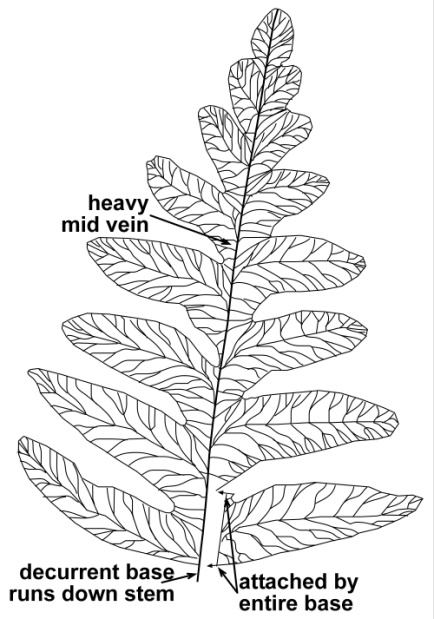 heavy
mid vein
decurrent base
runs down stem
attached by
entire base